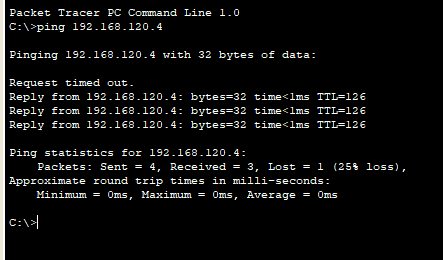 Packet Tracer PC Command Line 1.0
C:\>ping 192.168.120.4
Pinging 192.168.120.4 with 32 bytes of data:
Request timed out.
Reply from 192.168.120.4: bytes=32 time<1ms TTL=126
Reply from 192.168.120.4: bytes=32 time<1ms TTL=126
Reply from 192.168.120.4: bytes=32 time<1ms TTL=126
Ping statistics for 192.168.120.4:
Packets: Sent = 4, Received = 3, Lost = 1 (25% loss),
Approximate round trip times in milli-seconds:
Minimum = 0ms, Maximum = 0ms, Average = 0ms
C:\>